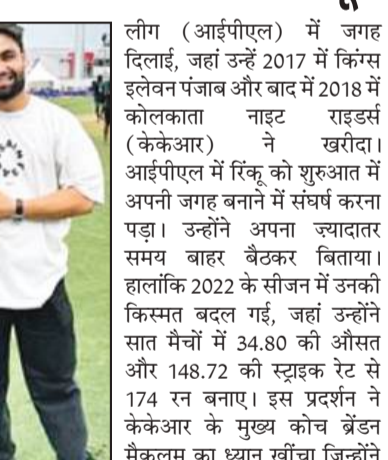 लीग (आईपीएल) में जगह
दिलाई, जहां उन्हें 2017 में किंग्स
इलेवन पंजाब और बाद में 2018 में
कोलकाता नाइट राइडर्स
(केकेआर) ने खरीदा।
आईपीएल में रिंकू को शुरुआत में
अपनी जगह बनाने में संघर्ष करना
पड़ा। उन्होंने अपना ज्यादातर
समय बाहर बैठकर बिताया।
हालांकि 2022 के सीजन में उनकी
किस्मत बदल गई, जहां उन्होंने
सात मैचों में 34.80 की औसत
और 148.72 की स्ट्राइक रेट से
174 रन बनाए। इस प्रदर्शन ने
केकेआर के मुख्य कोच ब्रेंडन
मैकुलम का ध्यान खींचा जिन्होंने